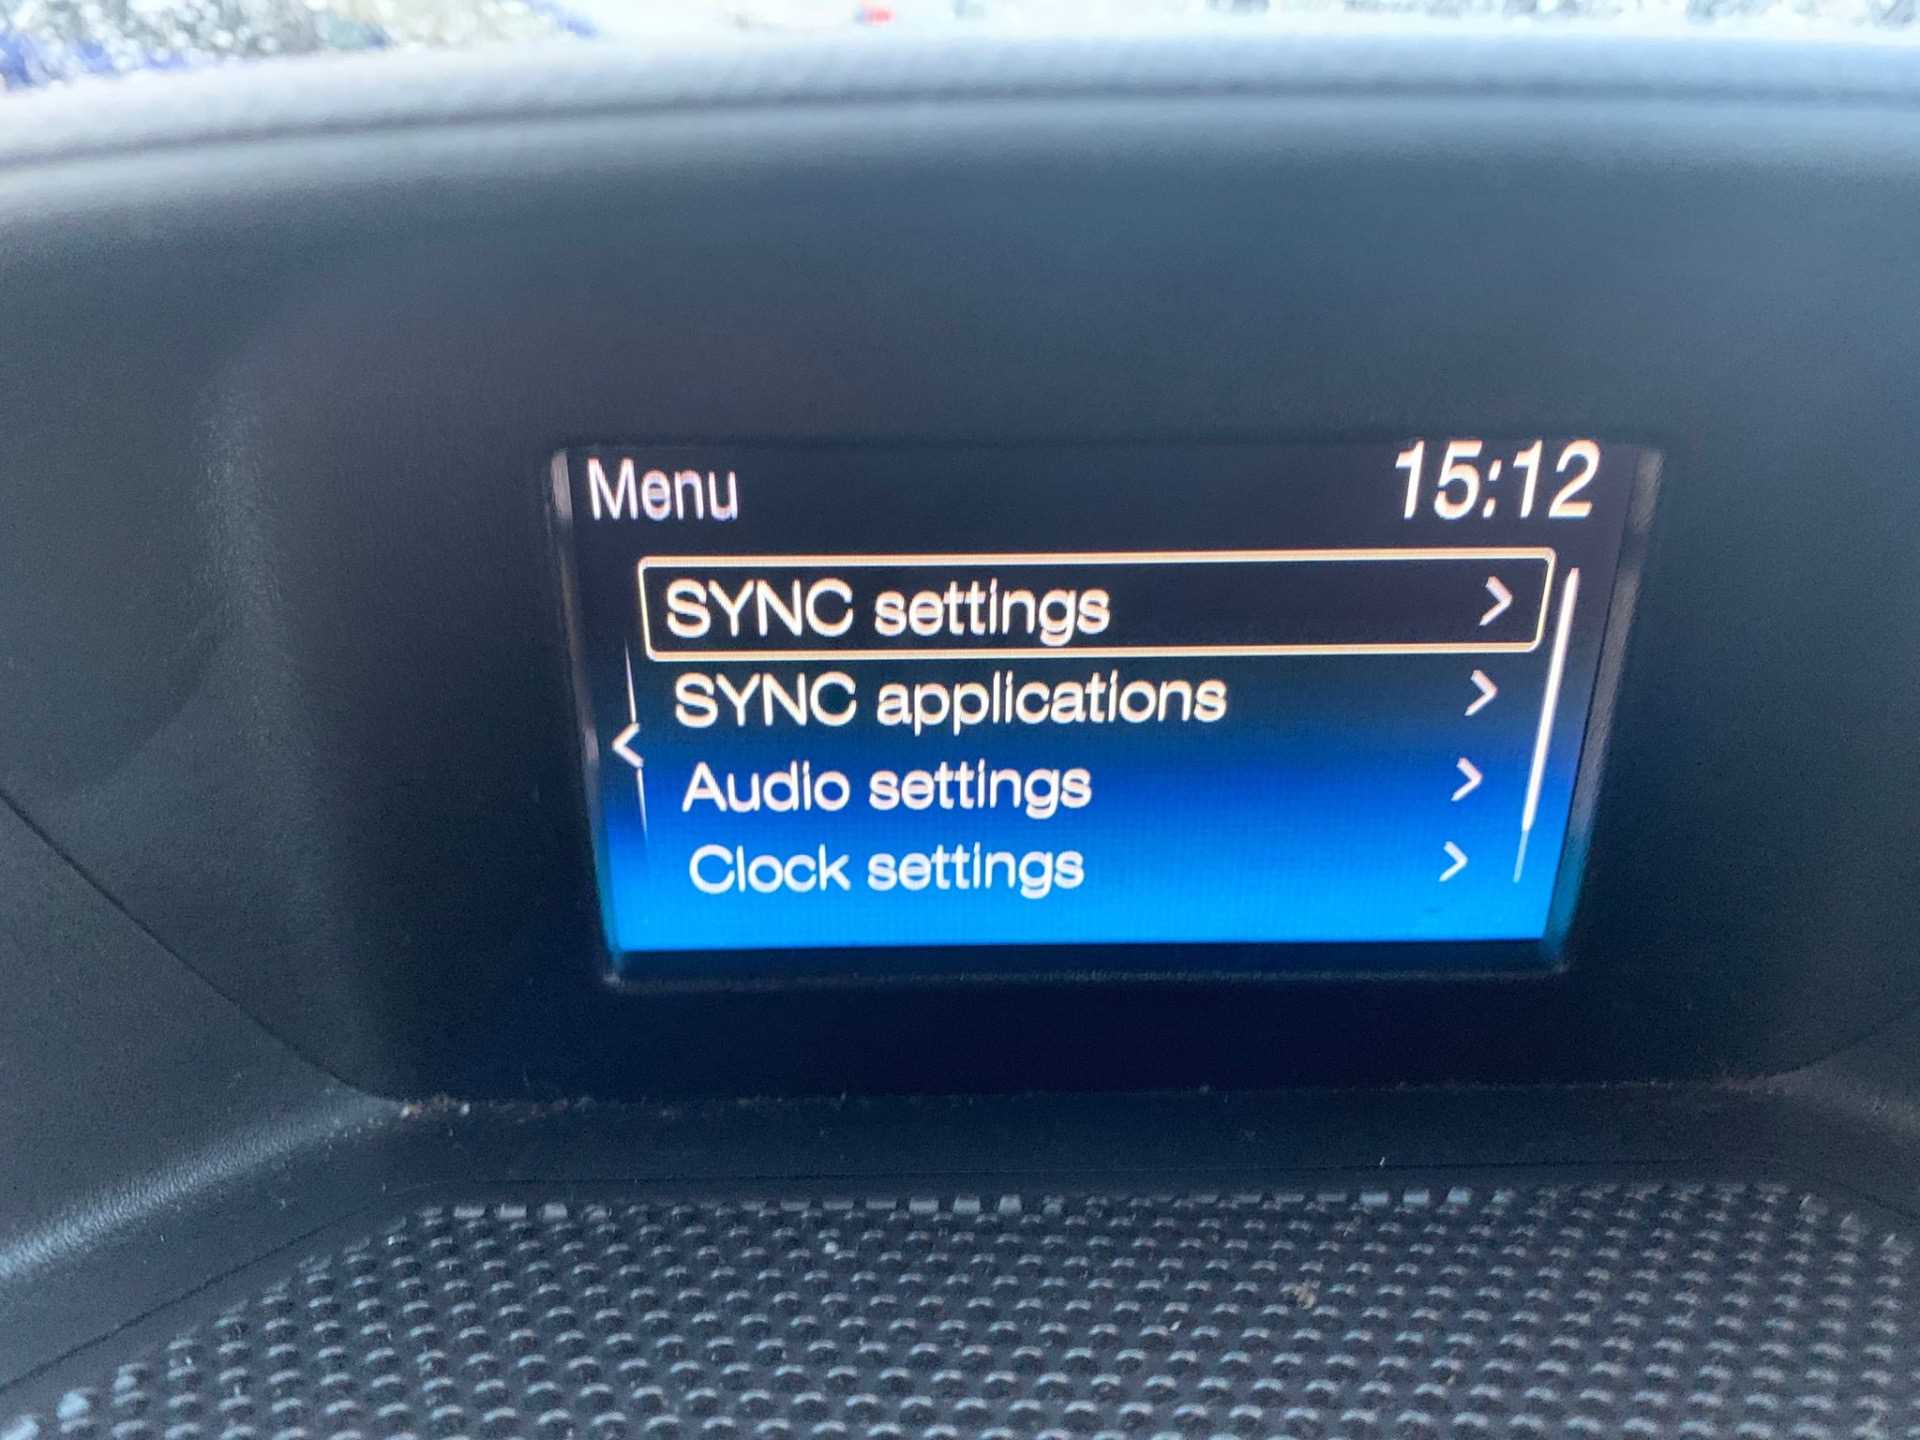 Menu 15:12
SYNC settings
SYNC applications
Audio settings
Clock settings